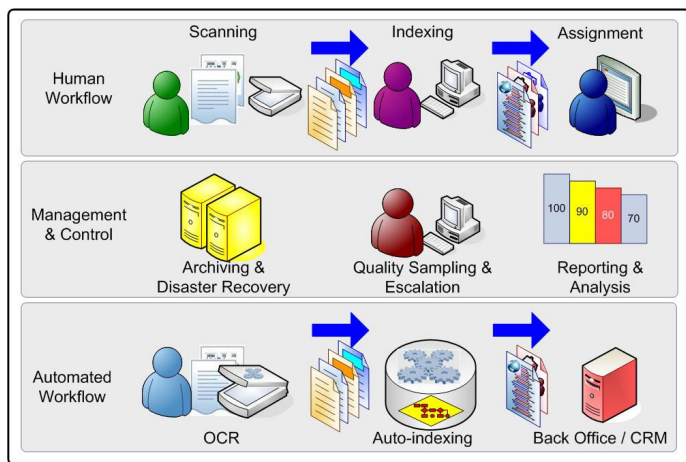 Scanning
Indexing
Assignment
Human
Workflow
Management
& Control
100
90
80
70
Archiving &
Disaster Recovery
Quality Sampling &
Escalation
Reporting &
Analysis
Automated
Workflow
OCR
Auto-indexing
Back Office / CRM